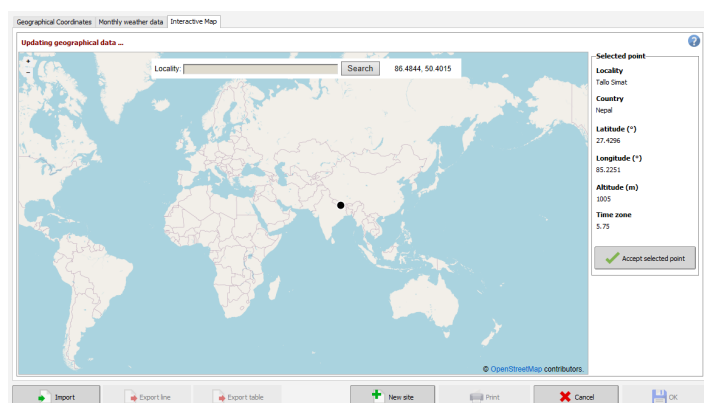 Geographical Coordinates Monthly weather data Interactive Map
Updating geographical data ...
?
+
−
Locality: Search 86.4844, 50.4015
Selected point
Locality
Tallo Simat
Country
Nepal
Latitude (°)
27.4296
Longitude (°)
85.2251
Altitude (m)
1005
Time zone
5.75
Accept selected point
© OpenStreetMap contributors.
Import Export line Export table New site Print Cancel OK